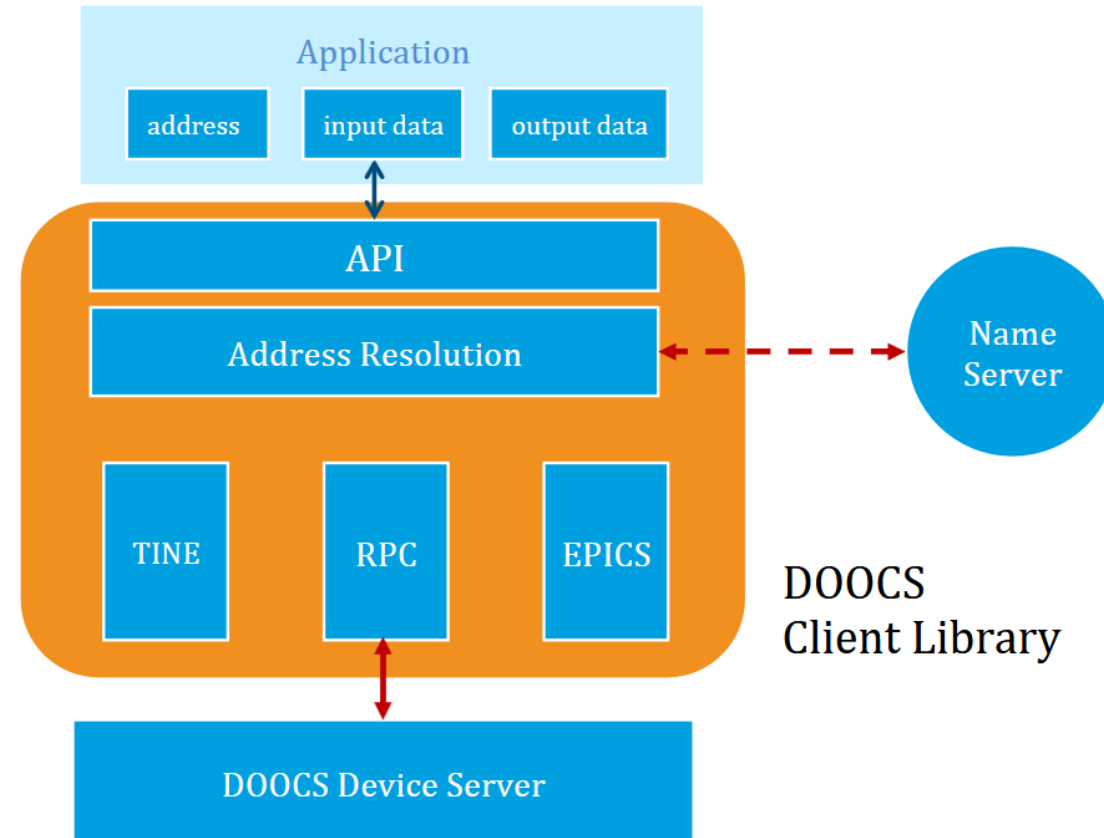 Application
address
input data
output data
API
Address Resolution
Name
Server
TINE
RPC
EPICS
DOOCS
Client Library
DOOCS Device Server